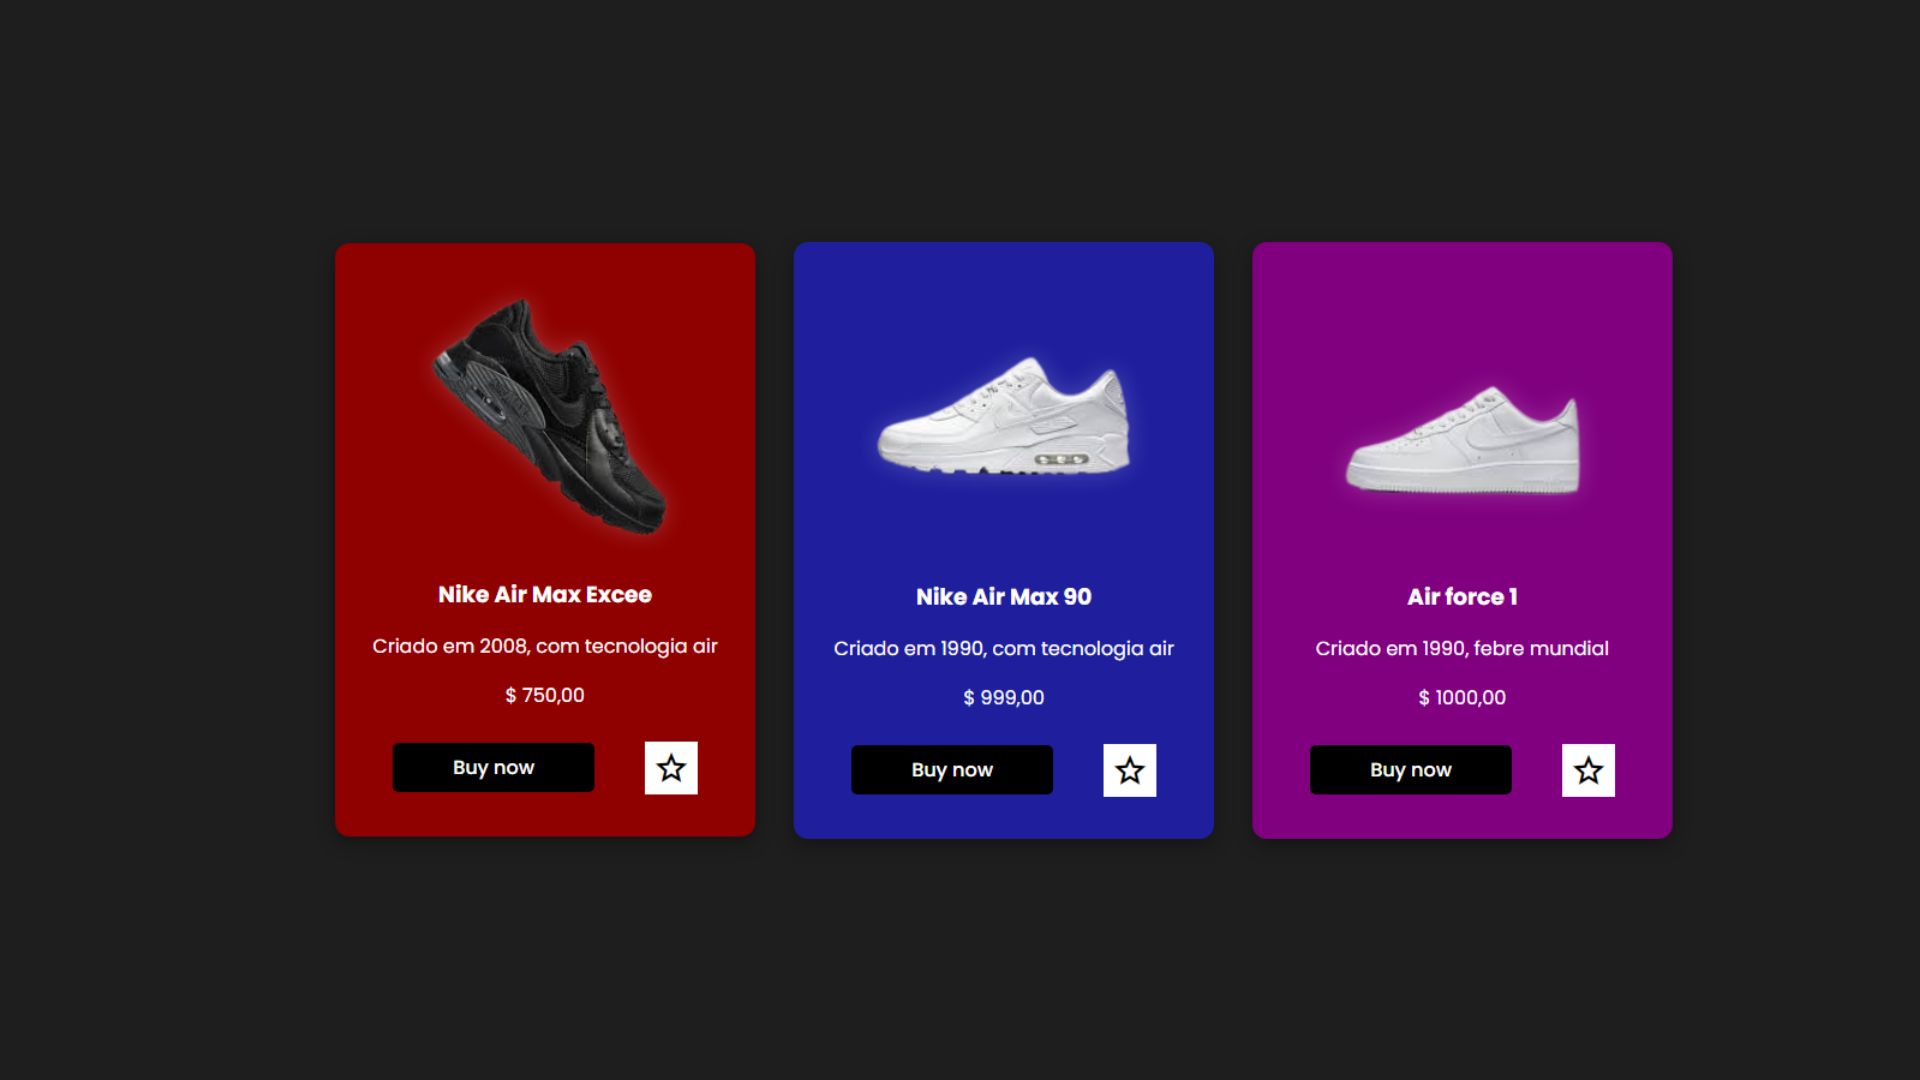 Nike Air Max Excee
Criado em 2008, com tecnologia air
$ 750,00
Buy now
Nike Air Max 90
Criado em 1990, com tecnologia air
$ 999,00
Buy now
Air force 1
Criado em 1990, febre mundial
$ 1000,00
Buy now